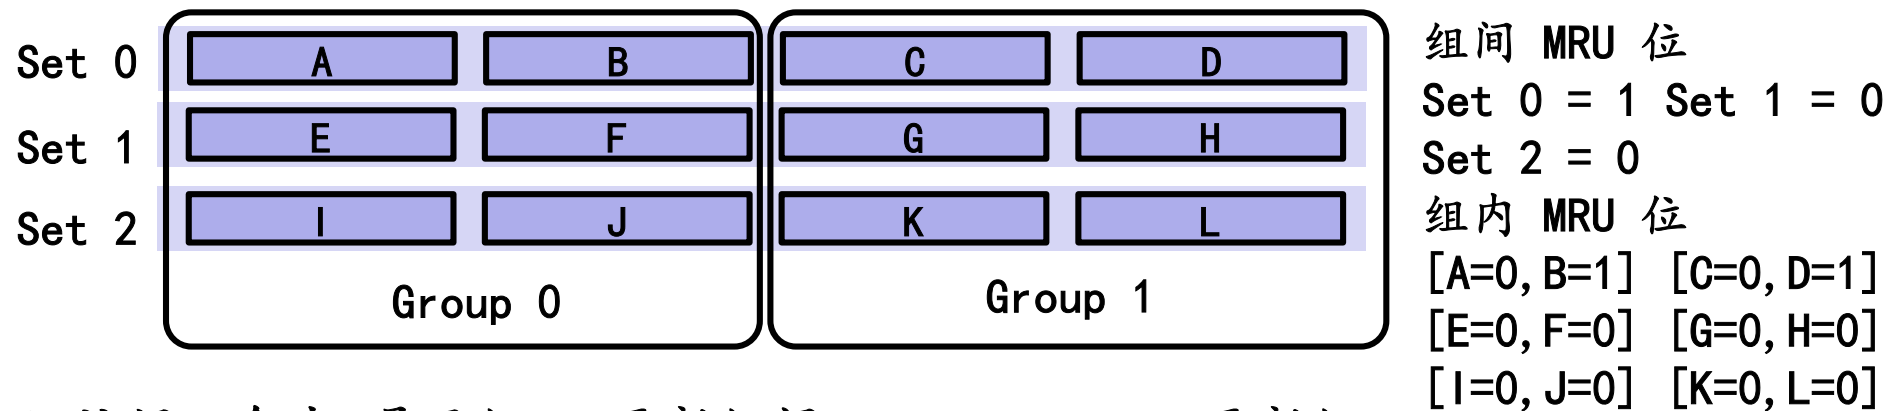 Set 0
A B C D
Set 1
E F G H
Set 2
I J K L
Group 0
Group 1
组间 MRU 位
Set 0 = 1 Set 1 = 0
Set 2 = 0
组内 MRU 位
[A=0,B=1] [C=0,D=1]
[E=0,F=0] [G=0,H=0]
[I=0,J=0] [K=0,L=0]